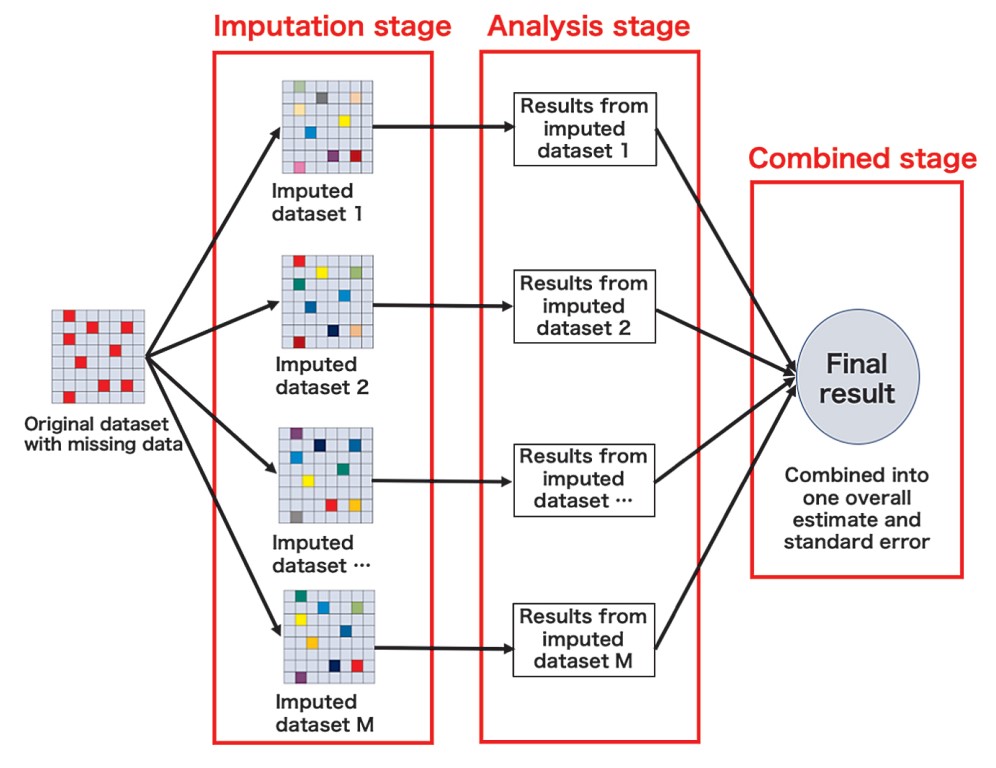 Imputation stage
Analysis stage
Combined stage
Original dataset
with missing data
Imputed
dataset 1
Imputed
dataset 2
Imputed
dataset ···
Imputed
dataset M
Results from
imputed
dataset 1
Results from
imputed
dataset 2
Results from
imputed
dataset ···
Results from
imputed
dataset M
Final
result
Combined into
one overall
estimate and
standard error